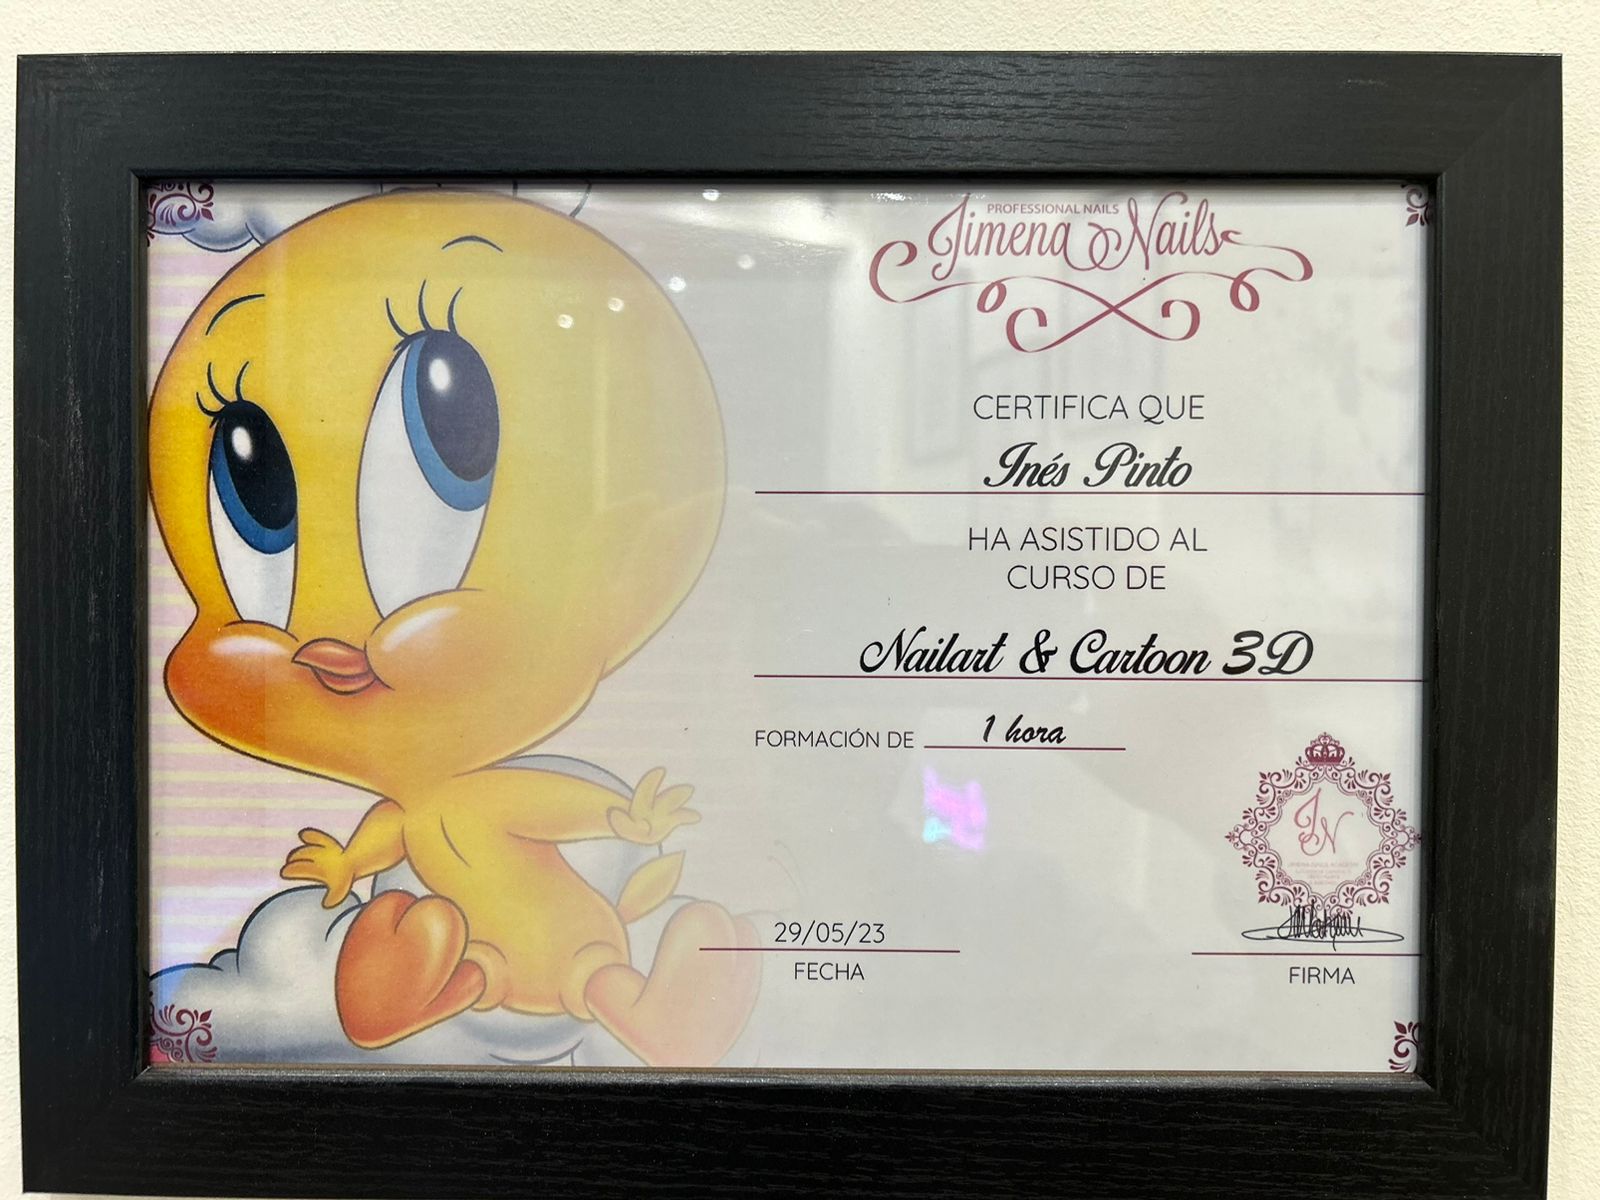 PROFESSIONAL NAILS
Jimena Nails
CERTIFICA QUE
Inés Pinto
HA ASISTIDO AL
CURSO DE
Nailart & Cartoon 3D
FORMACIÓN DE 1 hora
JN
29/05/23
FECHA
FIRMA